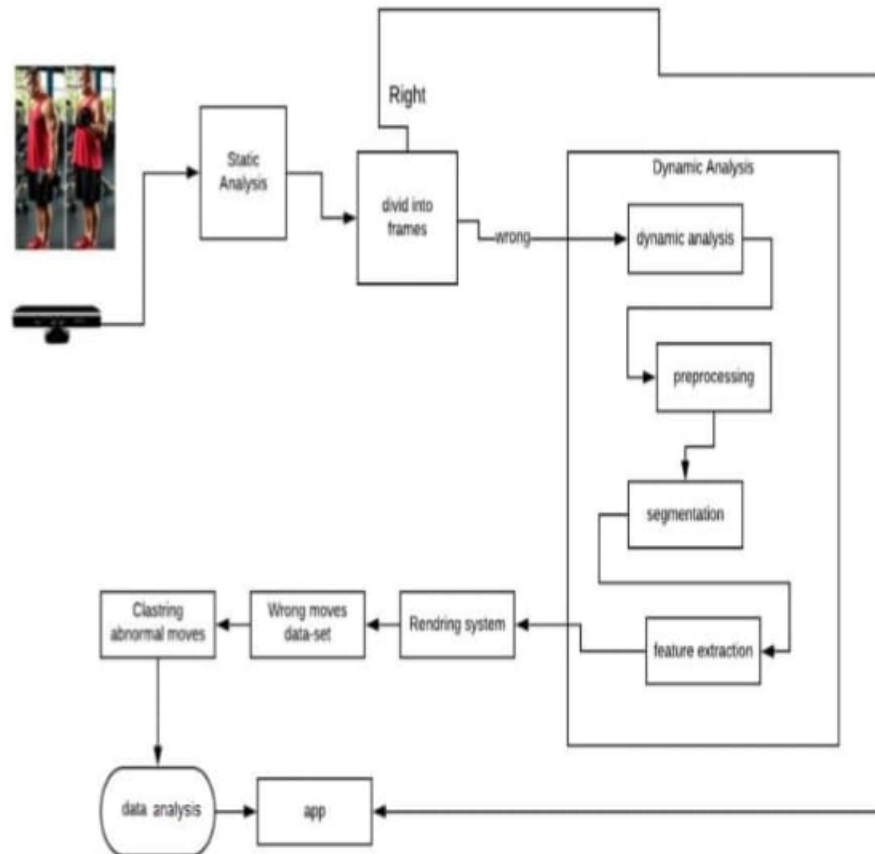 Right
Static
Analysis
divid into
frames
wrong
Dynamic Analysis
dynamic analysis
preprocessing
segmentation
feature extraction
Rendring system
Wrong moves
data-set
Clastring
abnormal moves
data analysis
app